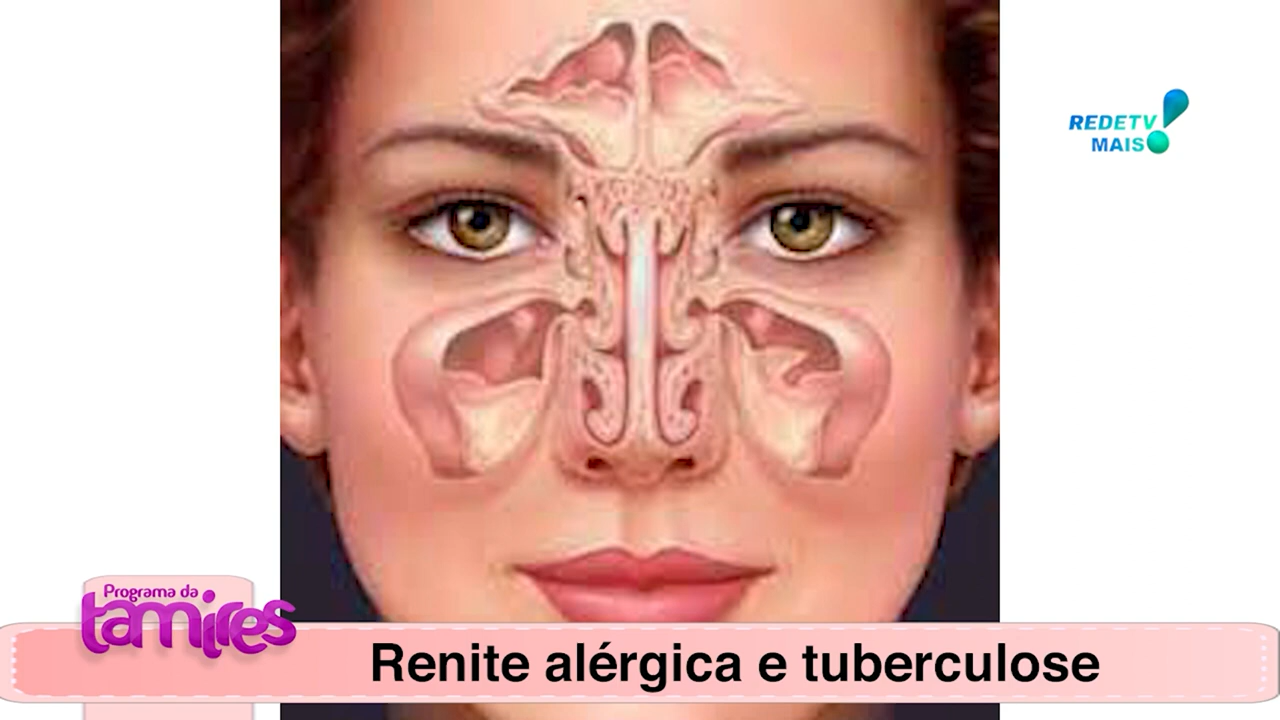 REDETV
MAIS
Programa da
tamires
Renite alérgica e tuberculose